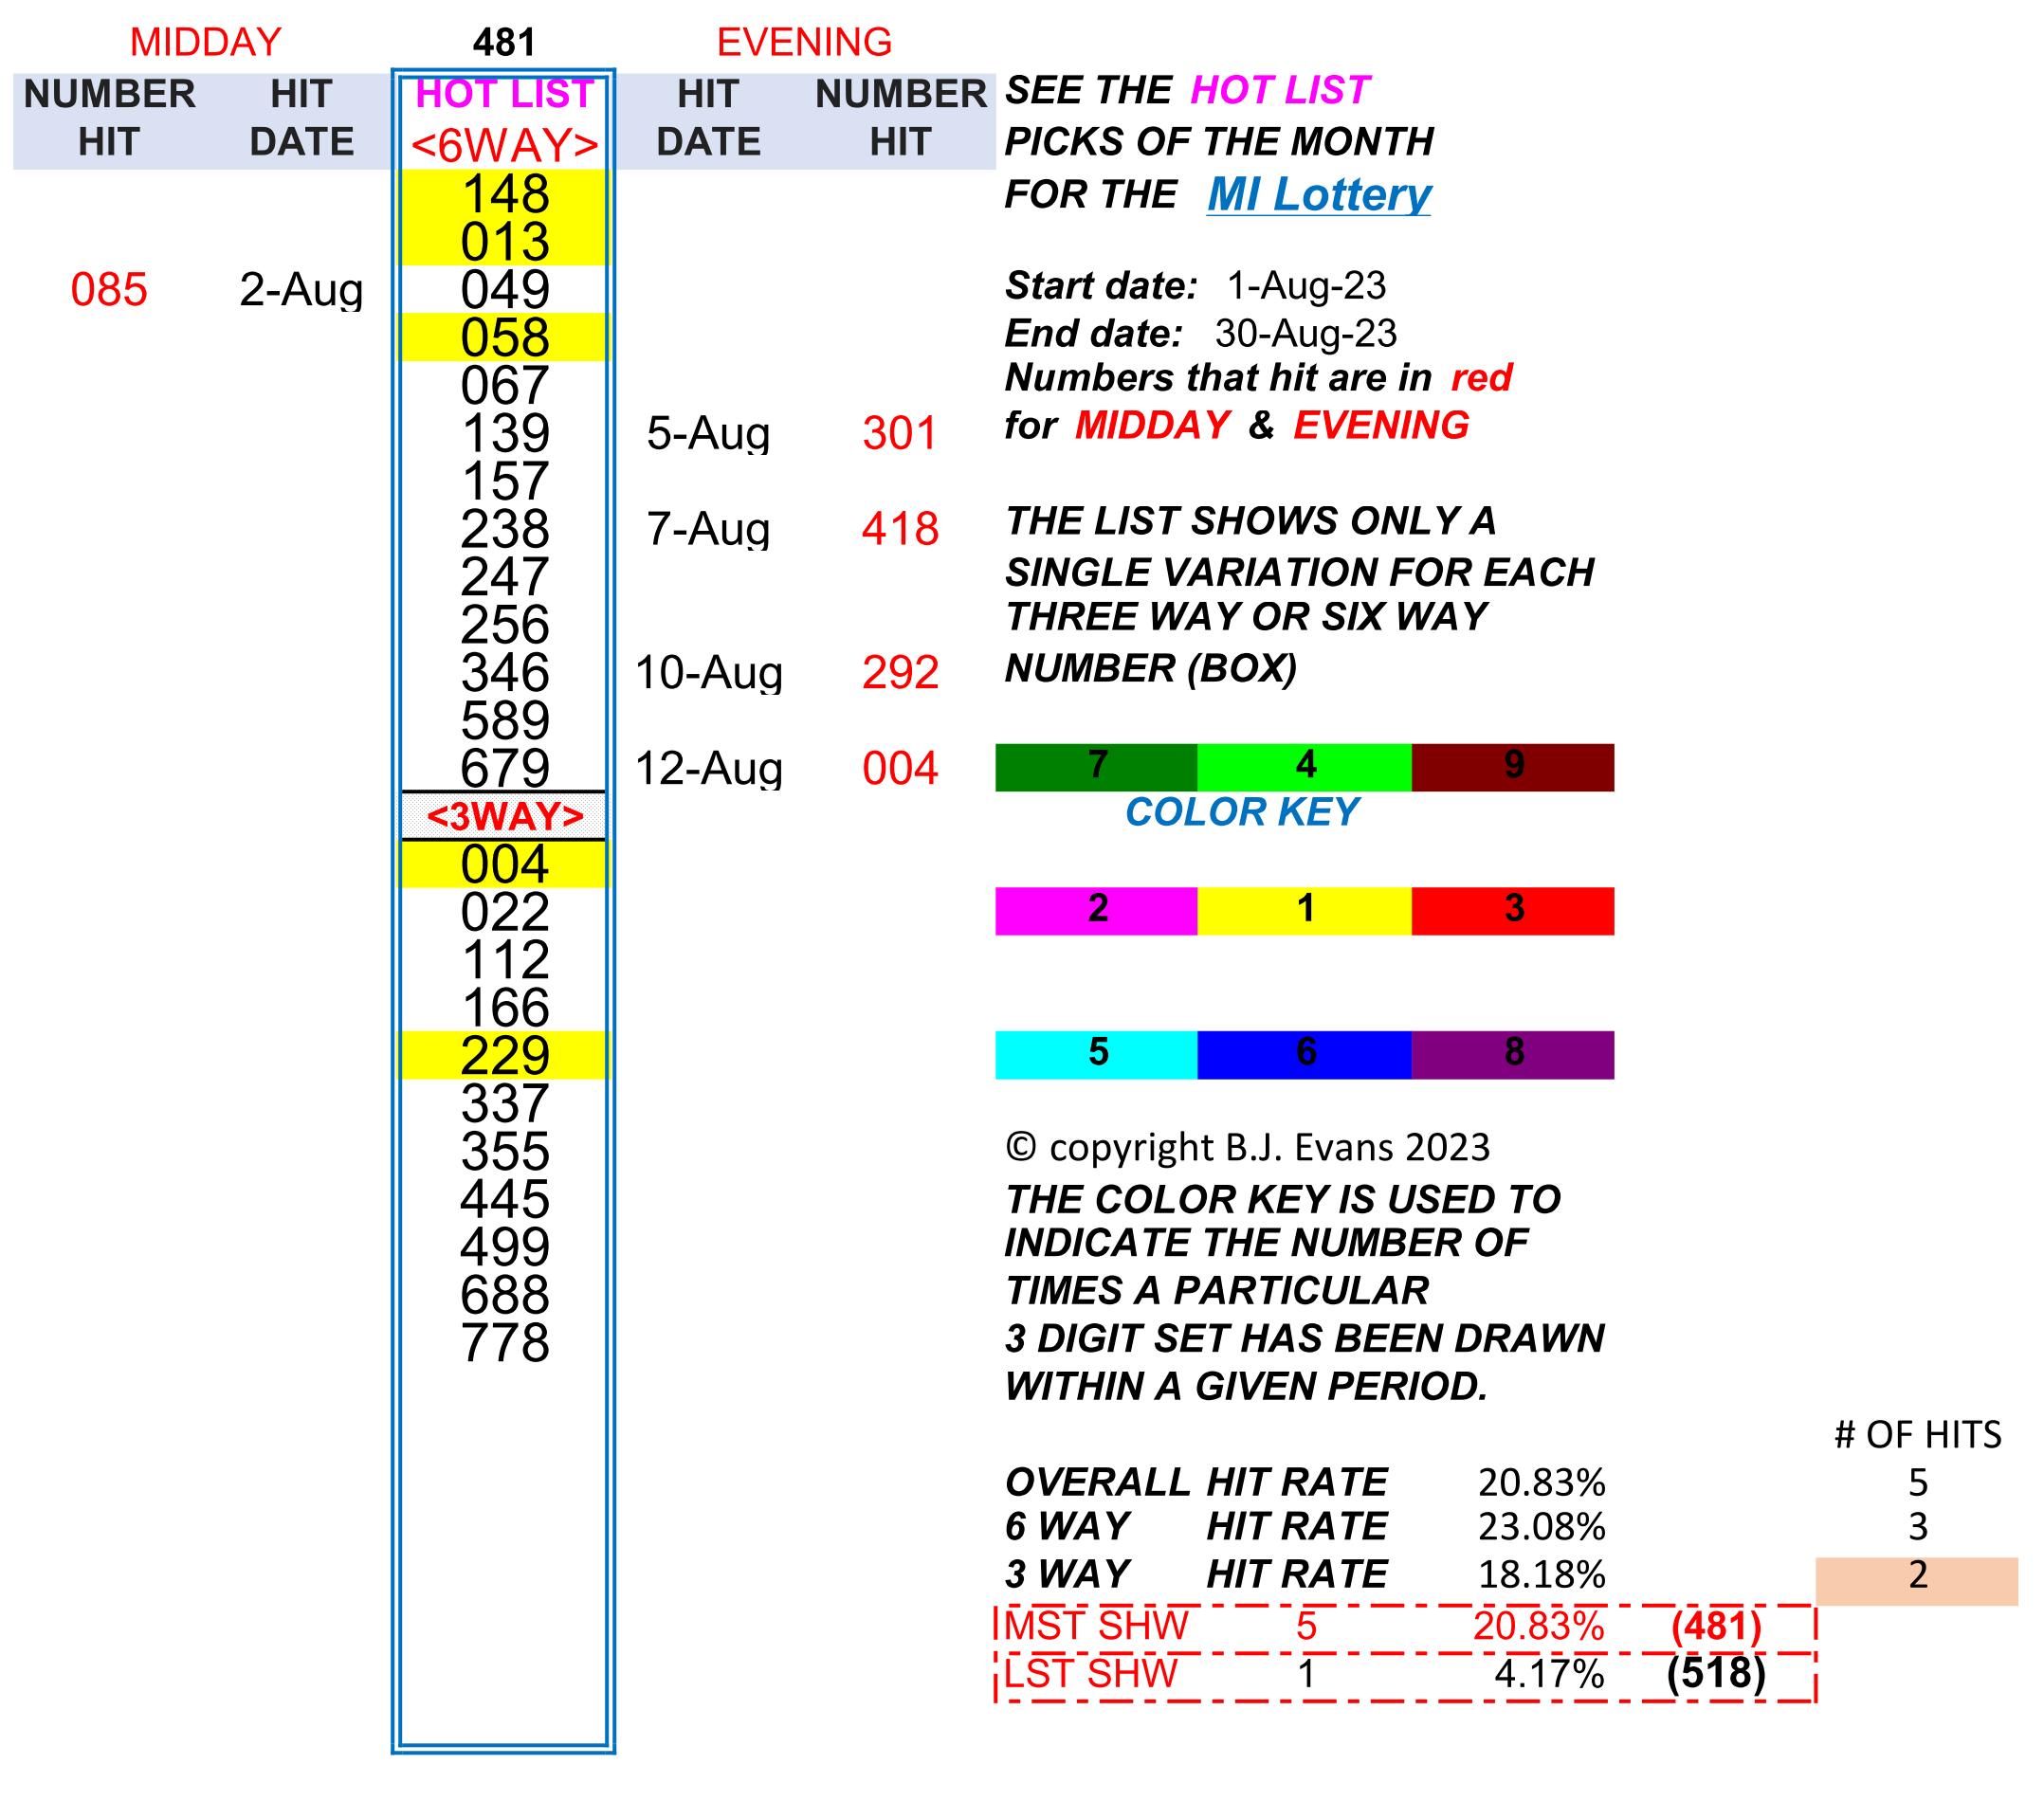 MIDDAY 481 EVENING
NUMBER HIT HOT LIST HIT NUMBER SEE THE HOT LIST
HIT DATE <6WAY> DATE HIT PICKS OF THE MONTH
148 FOR THE MI Lottery
013
085 2-Aug 049 Start date: 1-Aug-23
058 End date: 30-Aug-23
067 Numbers that hit are in red
139 5-Aug 301 for MIDDAY & EVENING
157
238 7-Aug 418 THE LIST SHOWS ONLY A
247 SINGLE VARIATION FOR EACH
256 THREE WAY OR SIX WAY
346 10-Aug 292 NUMBER (BOX)
589
679 12-Aug 004 7 4 9
<3WAY> COLOR KEY
004
022 2 1 3
112
166
229 5 6 8
337
355 © copyright B.J. Evans 2023
445 THE COLOR KEY IS USED TO
499 INDICATE THE NUMBER OF
688 TIMES A PARTICULAR
778 3 DIGIT SET HAS BEEN DRAWN
WITHIN A GIVEN PERIOD.
# OF HITS
OVERALL HIT RATE 20.83% 5
6 WAY HIT RATE 23.08% 3
3 WAY HIT RATE 18.18% 2
MST SHW 5 20.83% (481)
LST SHW 1 4.17% (518)